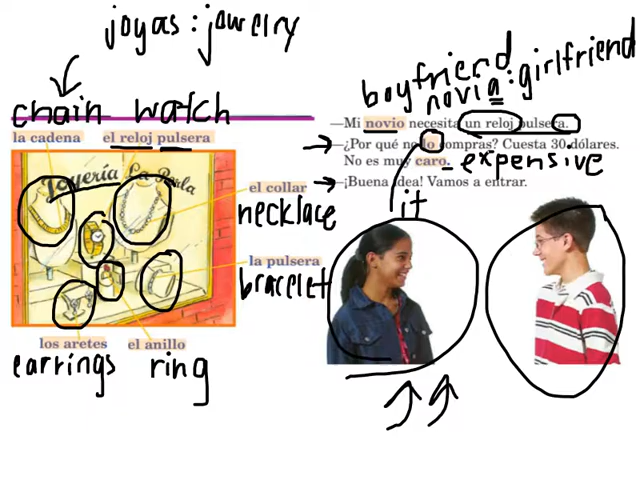 joyas : jowelry
chain watch
la cadena el reloj pulsera
Joyería La Perla
el collar
necklace
la pulsera
bracelet
los aretes el anillo
earrings ring
boyfriend
novia : girlfriend
—Mi novio necesita un reloj pulsera.
—¿Por qué no lo compras? Cuesta 30 dólares.
No es muy caro. - expensive
—¡Buena idea! Vamos a entrar.
it